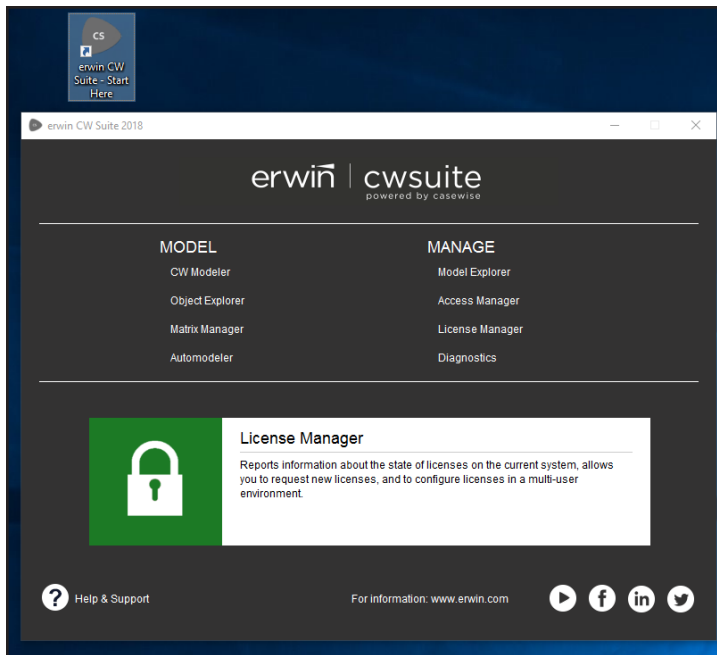 cs
erwin CW
Suite - Start
Here
erwin CW Suite 2018
erwin | cwsuite
powered by casewise
MODEL
CW Modeler
Object Explorer
Matrix Manager
Automodeler
MANAGE
Model Explorer
Access Manager
License Manager
Diagnostics
License Manager
Reports information about the state of licenses on the current system, allows
you to request new licenses, and to configure licenses in a multi-user
environment.
? Help & Support
For information: www.erwin.com
f
in